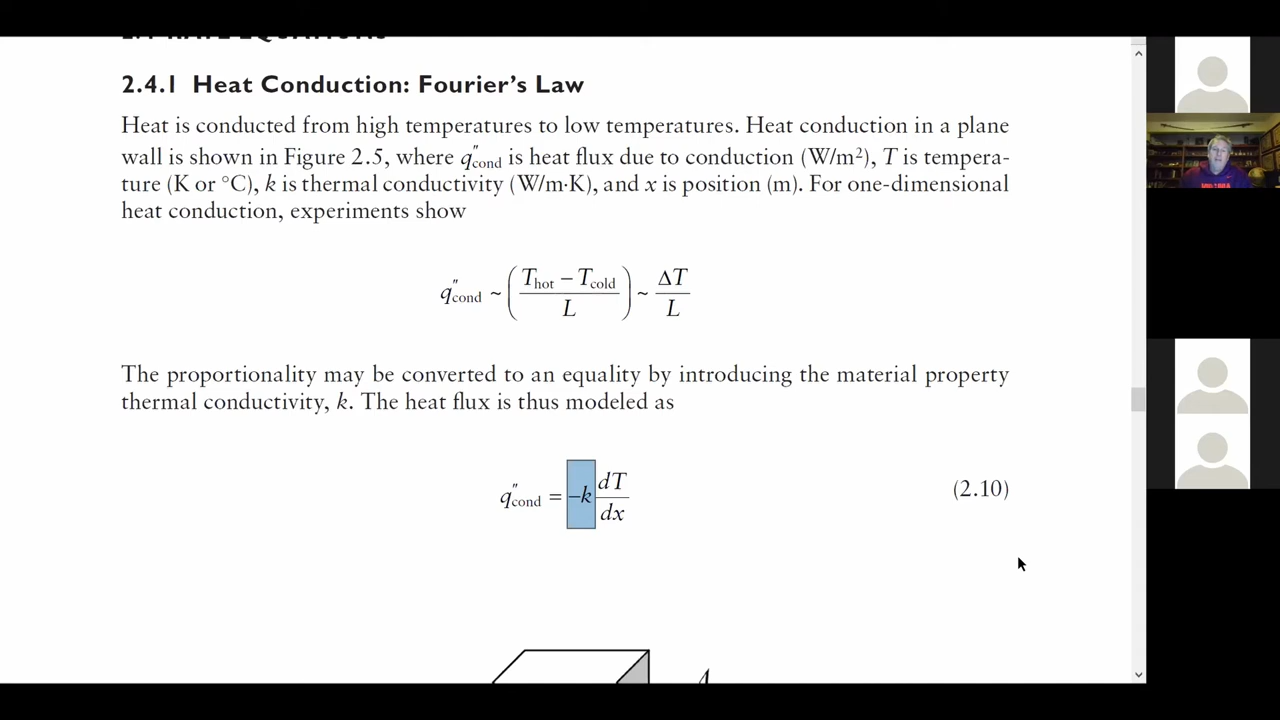 2.4 RATE EQUATIONS
2.4.1 Heat Conduction: Fourier's Law
Heat is conducted from high temperatures to low temperatures. Heat conduction in a plane
wall is shown in Figure 2.5, where q″cond is heat flux due to conduction (W/m²), T is tempera-
ture (K or °C), k is thermal conductivity (W/m·K), and x is position (m). For one-dimensional
heat conduction, experiments show
q″cond ~ ((Thot − Tcold)/L) ~ ΔT/L
The proportionality may be converted to an equality by introducing the material property
thermal conductivity, k. The heat flux is thus modeled as
q″cond = −k dT/dx (2.10)